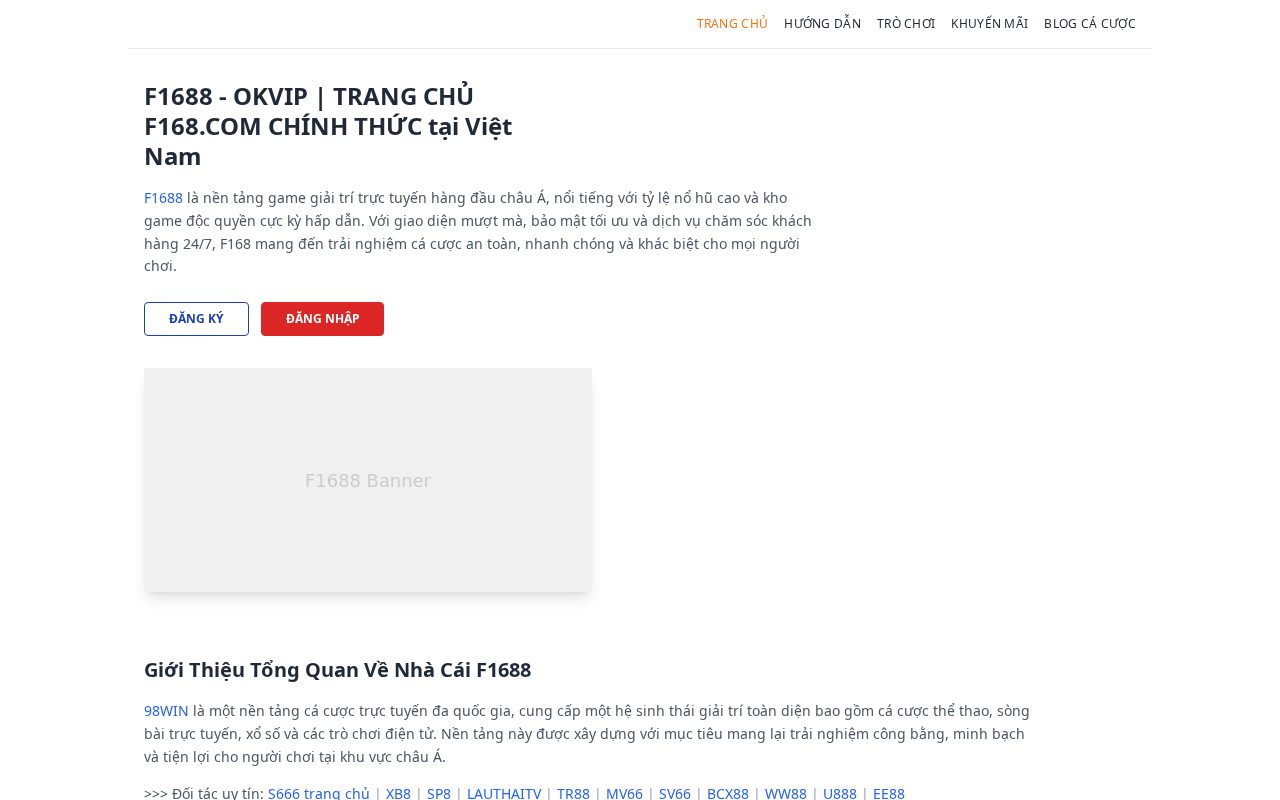 TRANG CHỦ HƯỚNG DẪN TRÒ CHƠI KHUYẾN MÃI BLOG CÁ CƯỢC
F1688 - OKVIP | TRANG CHỦ
F168.COM CHÍNH THỨC tại Việt
Nam
F1688 là nền tảng game giải trí trực tuyến hàng đầu châu Á, nổi tiếng với tỷ lệ nổ hũ cao và kho
game độc quyền cực kỳ hấp dẫn. Với giao diện mượt mà, bảo mật tối ưu và dịch vụ chăm sóc khách
hàng 24/7, F168 mang đến trải nghiệm cá cược an toàn, nhanh chóng và khác biệt cho mọi người
chơi.
ĐĂNG KÝ ĐĂNG NHẬP
F1688 Banner
Giới Thiệu Tổng Quan Về Nhà Cái F1688
98WIN là một nền tảng cá cược trực tuyến đa quốc gia, cung cấp một hệ sinh thái giải trí toàn diện bao gồm cá cược thể thao, sòng
bài trực tuyến, xổ số và các trò chơi điện tử. Nền tảng này được xây dựng với mục tiêu mang lại trải nghiệm công bằng, minh bạch
và tiện lợi cho người chơi tại khu vực châu Á.
>>> Đối tác uy tín: S666 trang chủ | XB8 | SP8 | LAUTHAITV | TR88 | MV66 | SV66 | BCX88 | WW88 | U888 | EE88